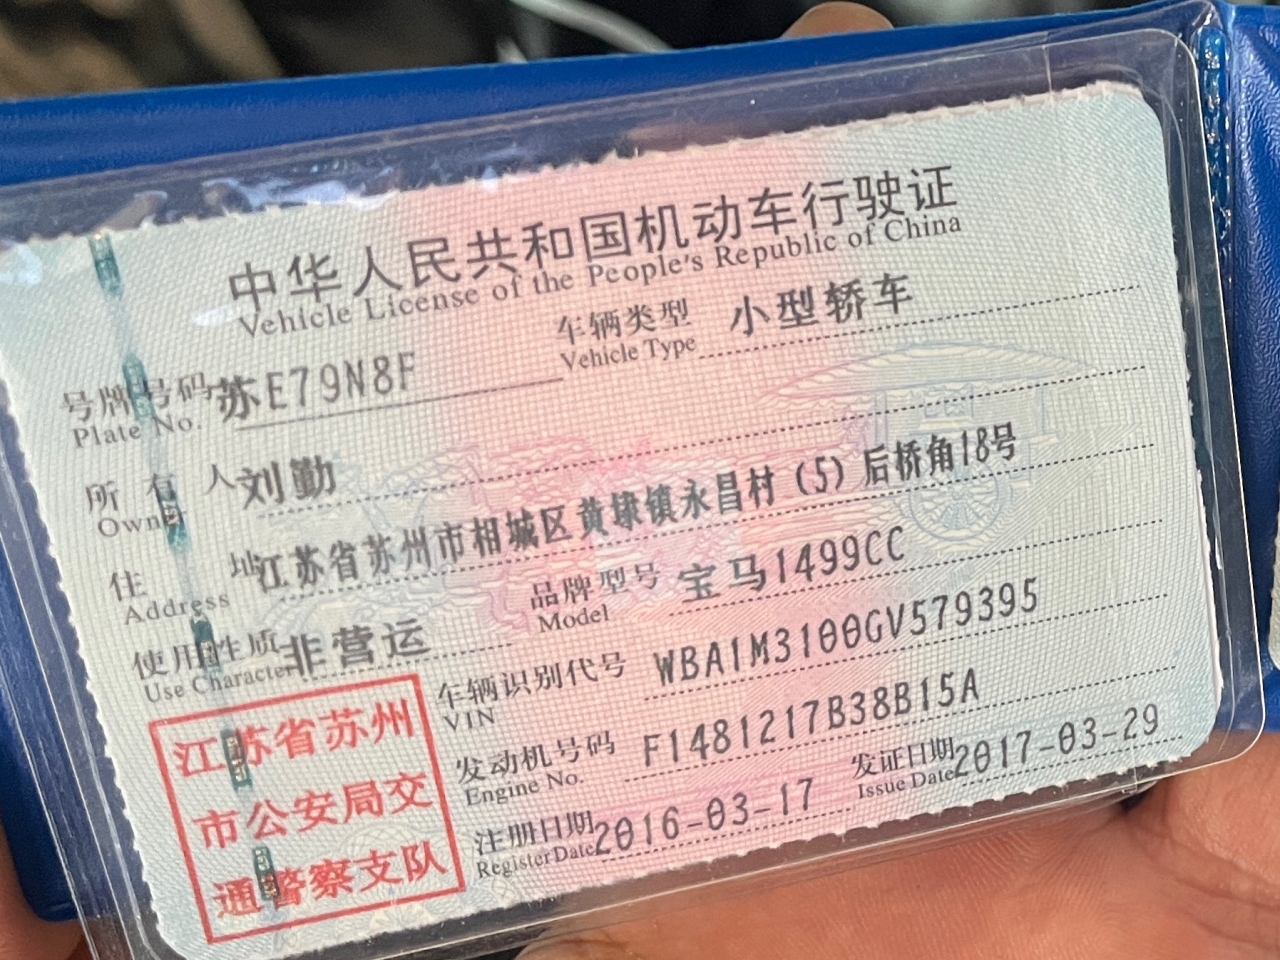 中华人民共和国机动车行驶证
Vehicle License of the People's Republic of China
号牌号码 苏E79N8F 车辆类型 小型轿车
Plate No. Vehicle Type
所有人 刘勤
Owner
住址 江苏省苏州市相城区黄埭镇永昌村(5)后桥角18号
Address
使用性质 非营运 品牌型号 宝马1499CC
Use Character Model
车辆识别代号 WBA1M3100GV579395
VIN
发动机号码 F1481217B38B15A
Engine No.
注册日期 2016-03-17 发证日期 2017-03-29
Register Date Issue Date
江苏省苏州
市公安局交
通警察支队